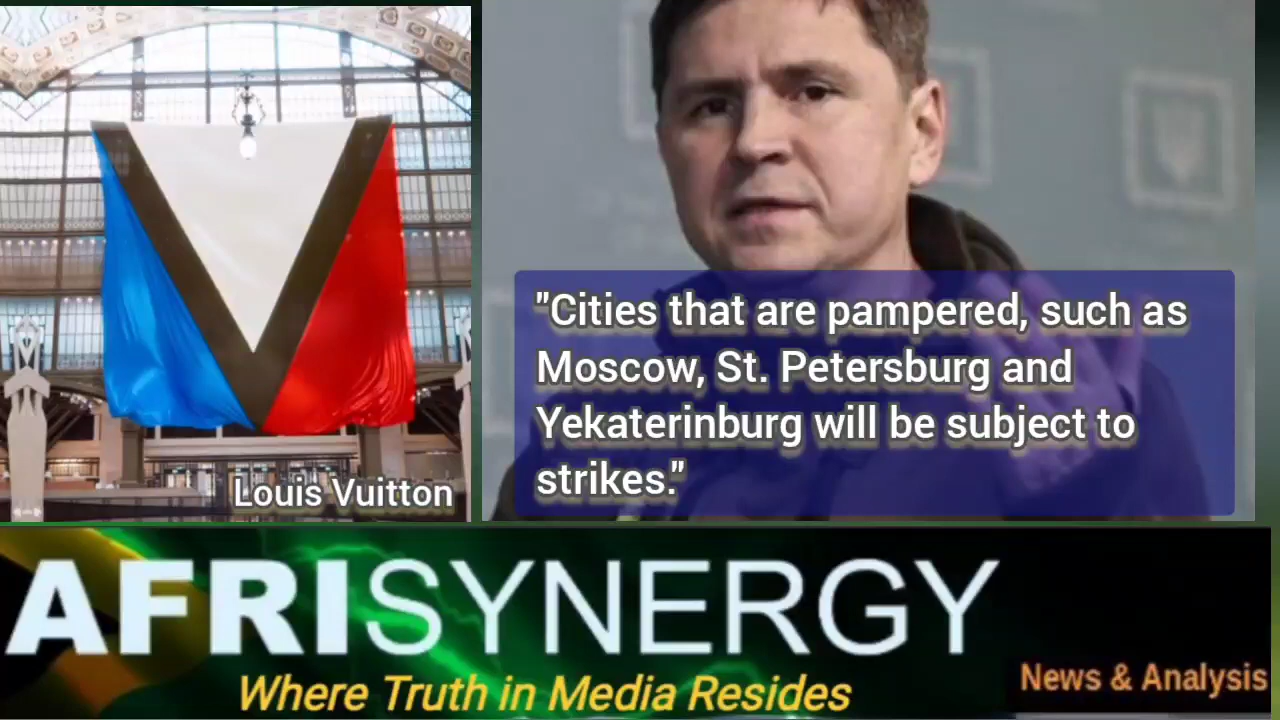 Louis Vuitton
"Cities that are pampered, such as
Moscow, St. Petersburg and
Yekaterinburg will be subject to
strikes."
AFRISYNERGY
Where Truth in Media Resides
News & Analysis